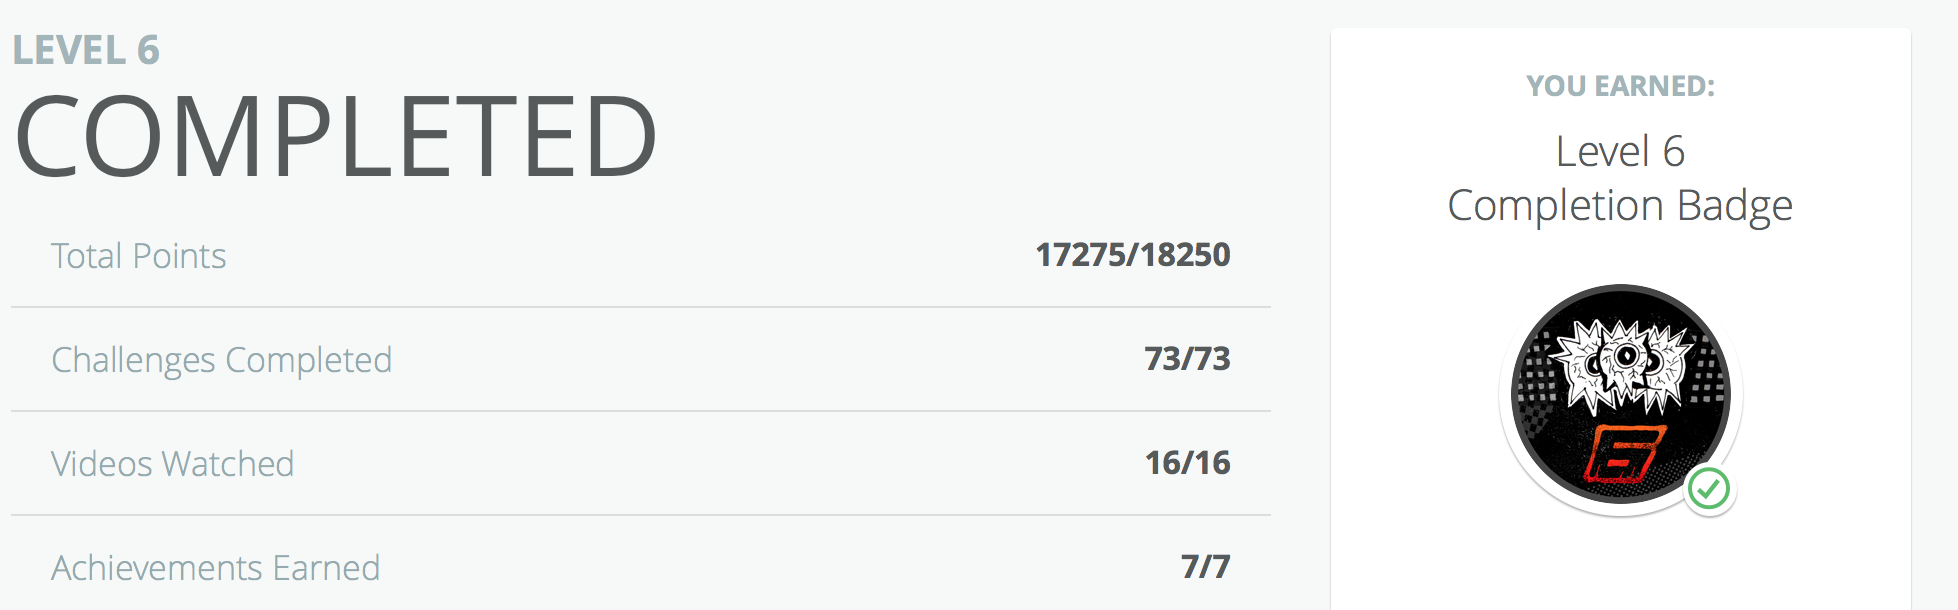 LEVEL 6
COMPLETED
Total Points 17275/18250
Challenges Completed 73/73
Videos Watched 16/16
Achievements Earned 7/7
YOU EARNED:
Level 6
Completion Badge
6